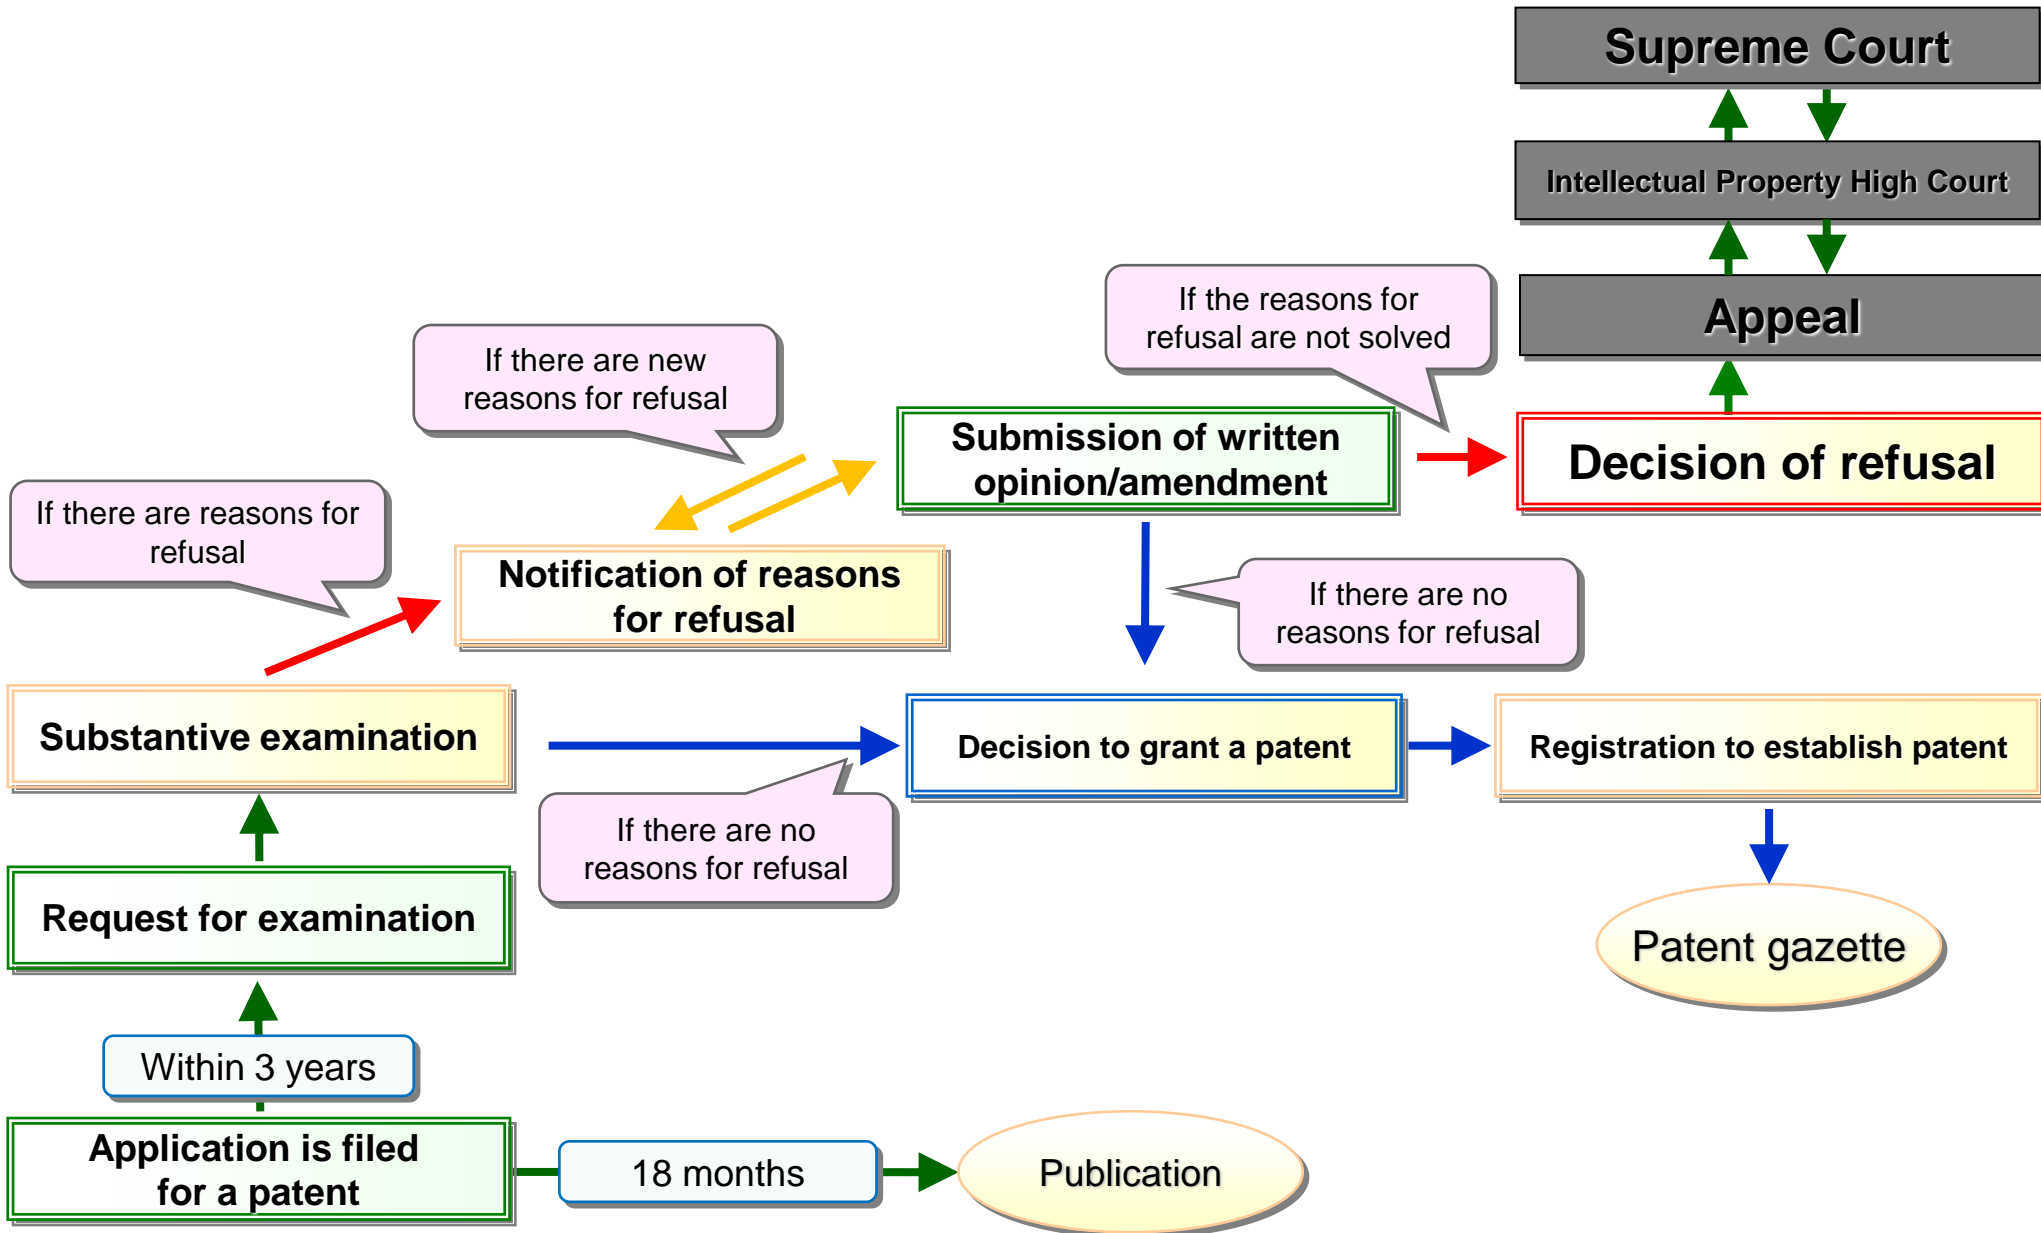 Supreme Court
Intellectual Property High Court
Appeal
If the reasons for
refusal are not solved
If there are new
reasons for refusal
Submission of written
opinion/amendment
Decision of refusal
If there are reasons for
refusal
Notification of reasons
for refusal
If there are no
reasons for refusal
Substantive examination
Decision to grant a patent
Registration to establish patent
If there are no
reasons for refusal
Request for examination
Patent gazette
Within 3 years
Application is filed
for a patent
18 months
Publication